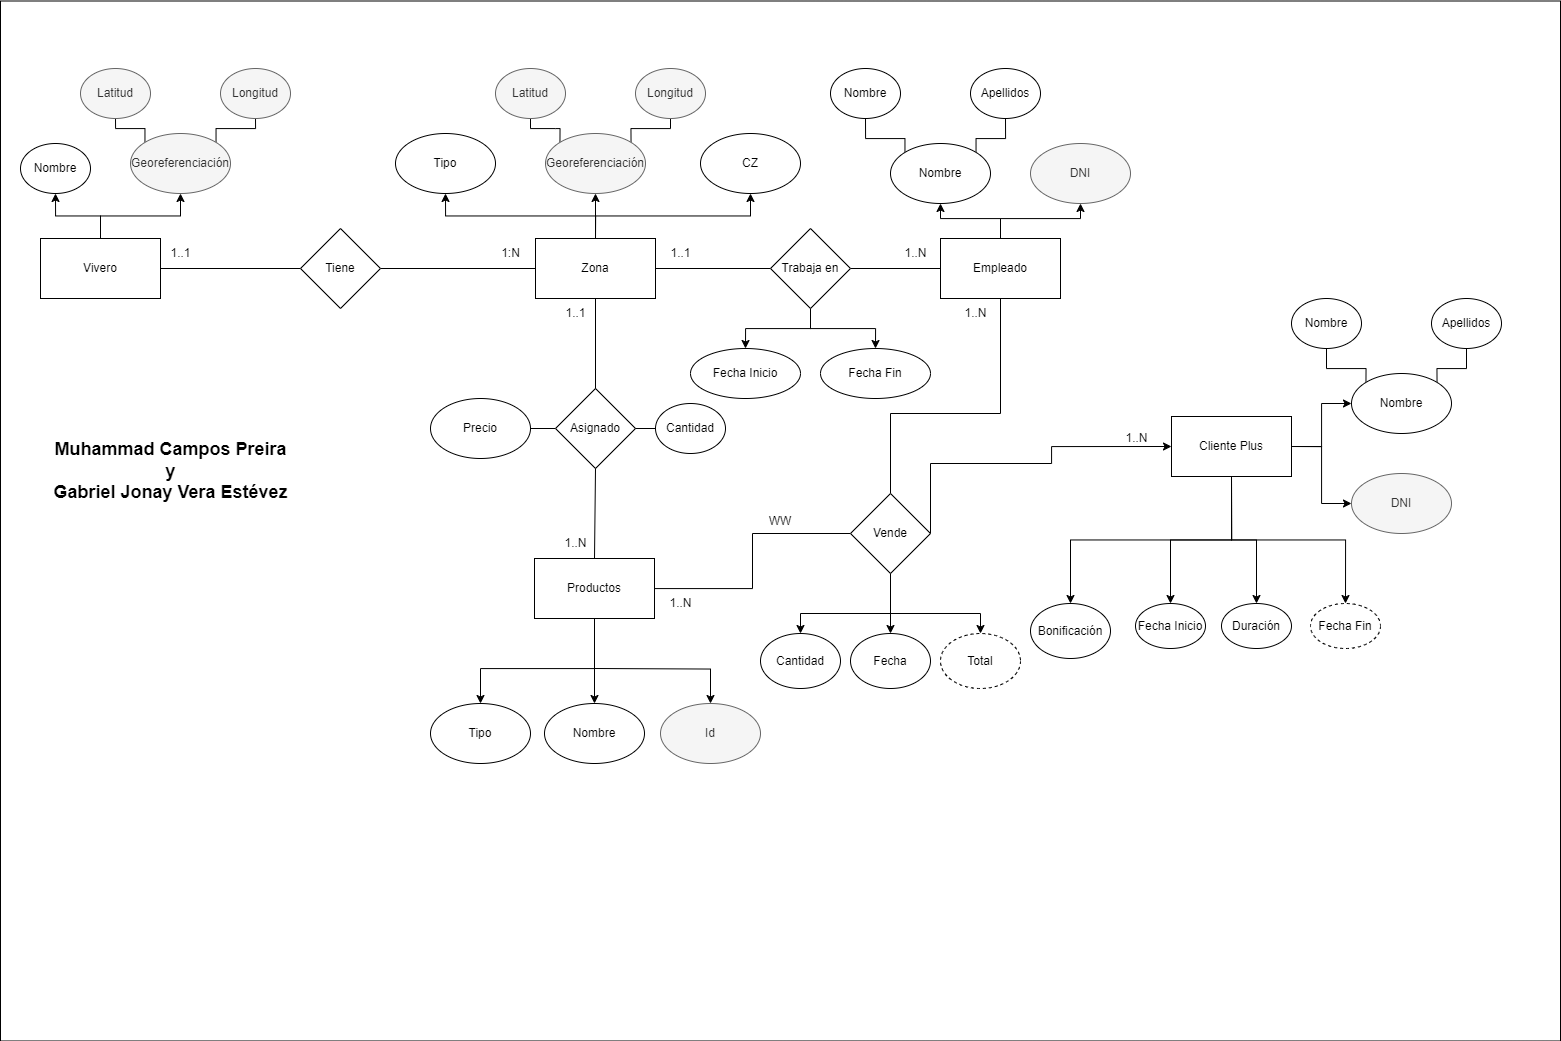 Latitud
Longitud
Latitud
Longitud
Nombre
Apellidos
Nombre
Georeferenciación
Tipo
Georeferenciación
CZ
Nombre
DNI
Vivero
1..1
Tiene
1:N
Zona
1..1
Trabaja en
1..N
Empleado
1..1
1..N
Fecha Inicio
Fecha Fin
Nombre
Apellidos
Nombre
Precio
Asignado
Cantidad
1..N
Cliente Plus
Muhammad Campos Preira
y
Gabriel Jonay Vera Estévez
DNI
WW
Vende
1..N
Productos
1..N
Bonificación
Fecha Inicio
Duración
Fecha Fin
Cantidad
Fecha
Total
Tipo
Nombre
Id